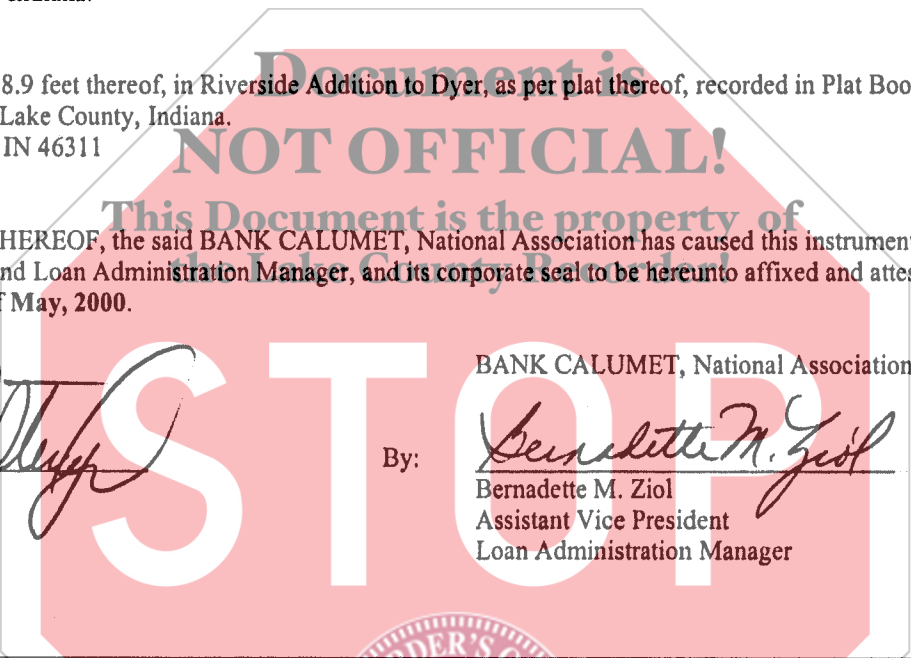 Document is
8.9 feet thereof, in Riverside Addition to Dyer, as per plat thereof, recorded in Plat Boo
Lake County, Indiana.
IN 46311
NOT OFFICIAL!
This Document is the property of
HEREOF, the said BANK CALUMET, National Association has caused this instrument
nd Loan Administration Manager, and its corporate seal to be hereunto affixed and attes
the Lake County Recorder!
f May, 2000.
STOP
BANK CALUMET, National Association
By:
Bernadette M. Ziol
Bernadette M. Ziol
Assistant Vice President
Loan Administration Manager
RDER'S O